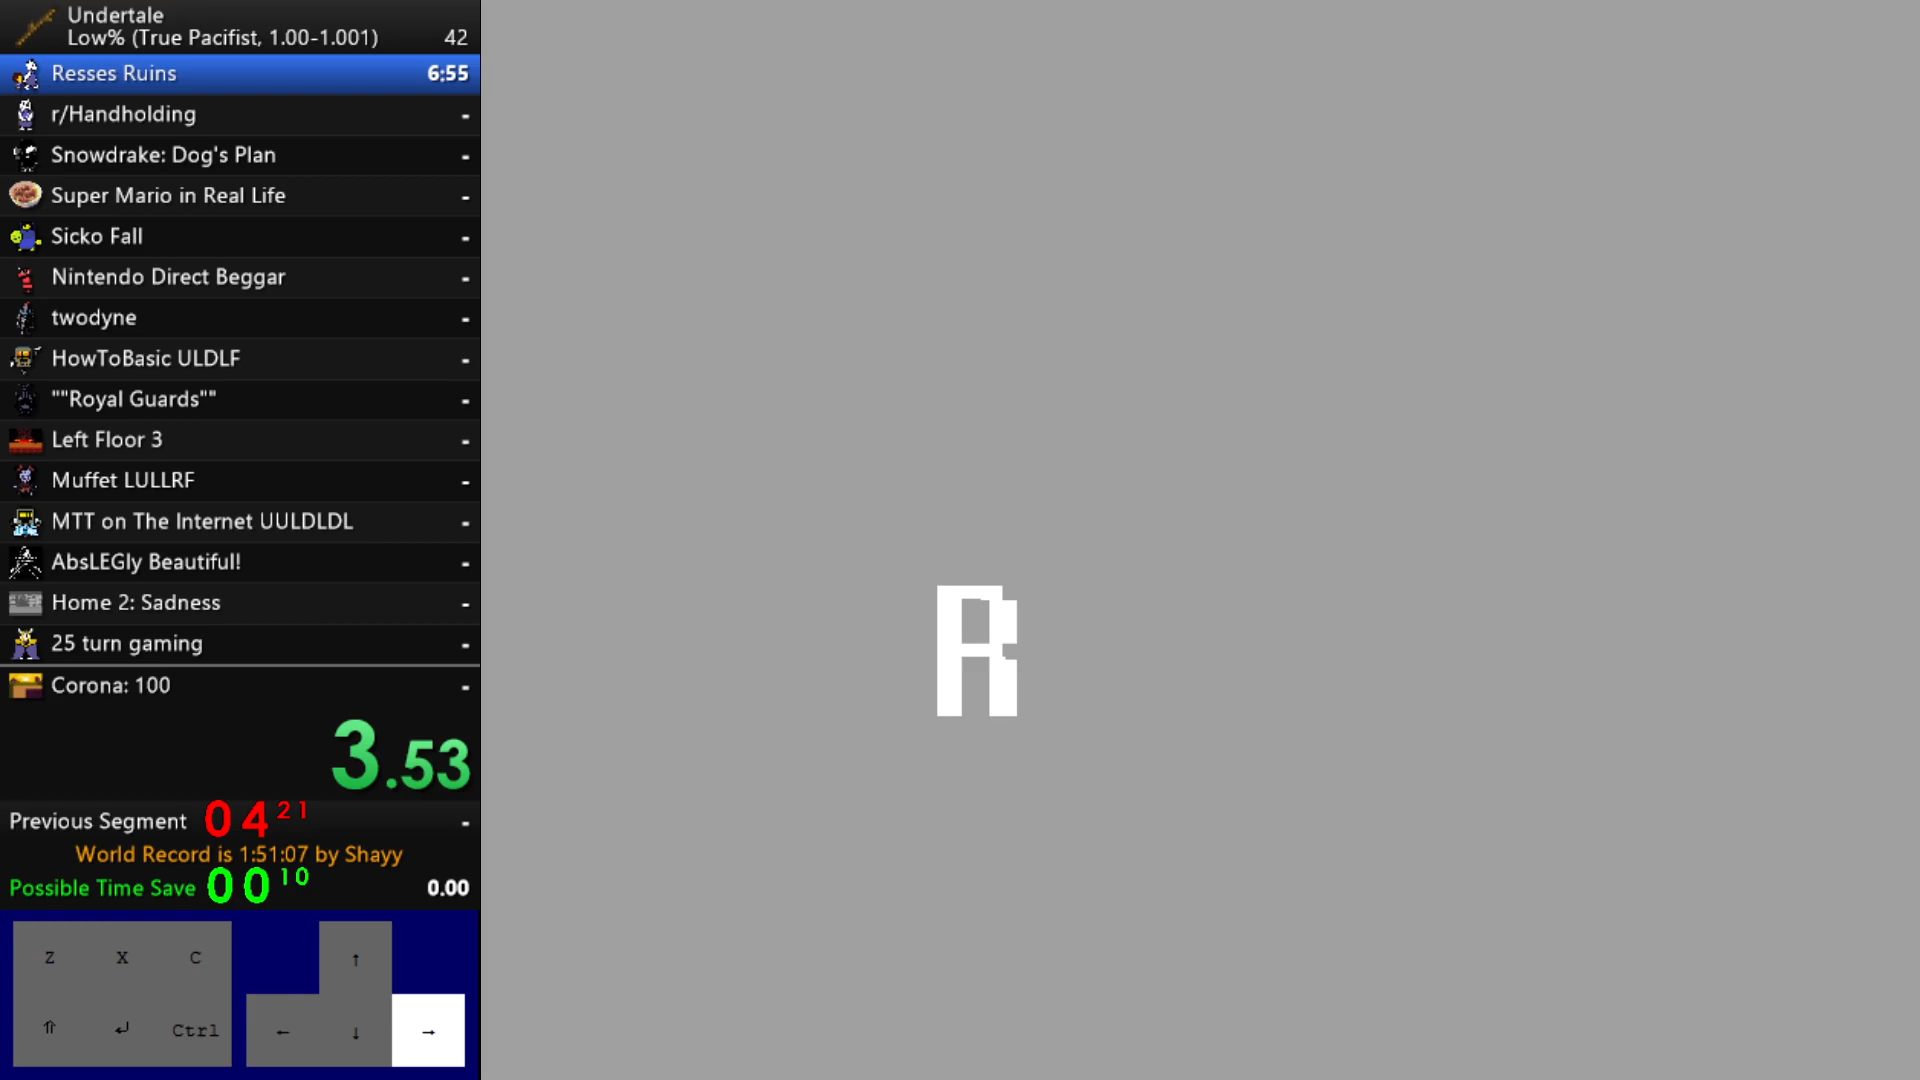 Undertale
Low% (True Pacifist, 1.00-1.001) 42
Resses Ruins 6:55
r/Handholding -
Snowdrake: Dog's Plan -
Super Mario in Real Life -
Sicko Fall -
Nintendo Direct Beggar -
twodyne -
HowToBasic ULDLF -
""Royal Guards"" -
Left Floor 3 -
Muffet LULLRF -
MTT on The Internet UULDLDL -
AbsLEGly Beautiful! -
Home 2: Sadness -
25 turn gaming -
Corona: 100 -
3.53
Previous Segment 04 21 -
World Record is 1:51:07 by Shayy
Possible Time Save 00 10 0.00
Z X C ↑
⇧ ↵ Ctrl ← ↓ →
R